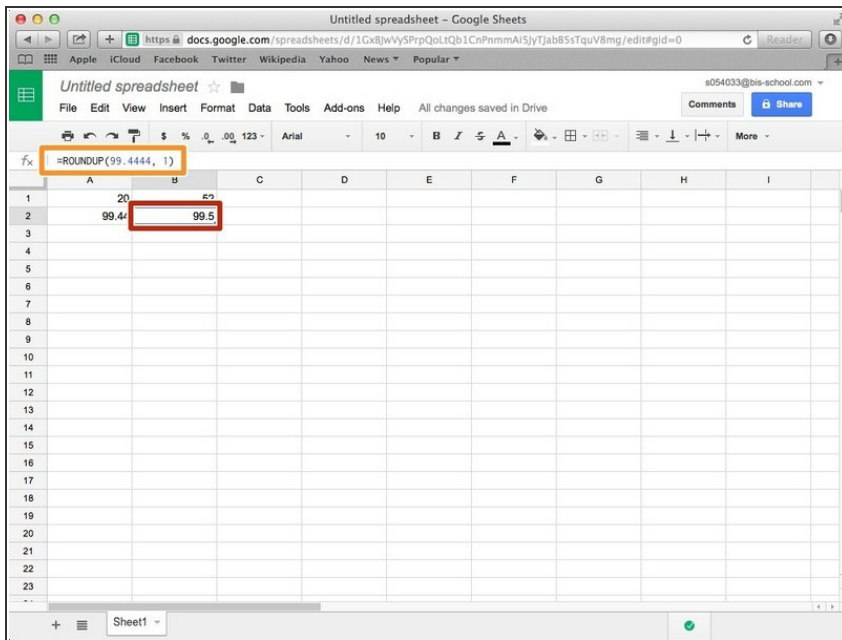 Untitled spreadsheet – Google Sheets
https docs.google.com/spreadsheets/d/1GxBJwVySPrpQoLtQb1CnPnmmAi5JyTJabB5sTquV8mg/edit#gid=0 Reader
Apple iCloud Facebook Twitter Wikipedia Yahoo News Popular
Untitled spreadsheet
s054033@bis-school.com
File Edit View Insert Format Data Tools Add-ons Help All changes saved in Drive
Comments Share
$ % .0 .00 123 Arial 10 B I S A More
fx =ROUNDUP(99.4444, 1)
A B C D E F G H I
1 20 52
2 99.44 99.5
3
4
5
6
7
8
9
10
11
12
13
14
15
16
17
18
19
20
21
22
23
Sheet1